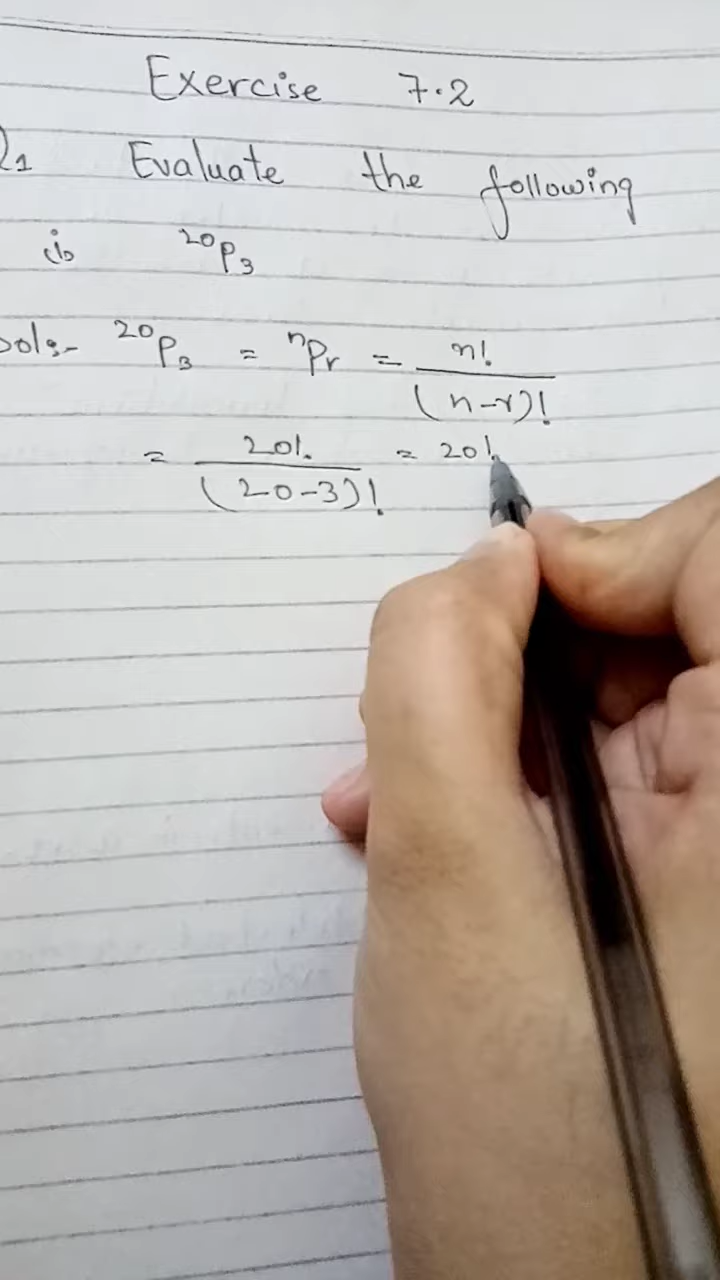 Exercise 7.2
Q1 Evaluate the following
i) ²⁰P₃
Sol:- ²⁰P₃ = ⁿPr = n! / (n-r)!
= 20! / (20-3)! = 20!